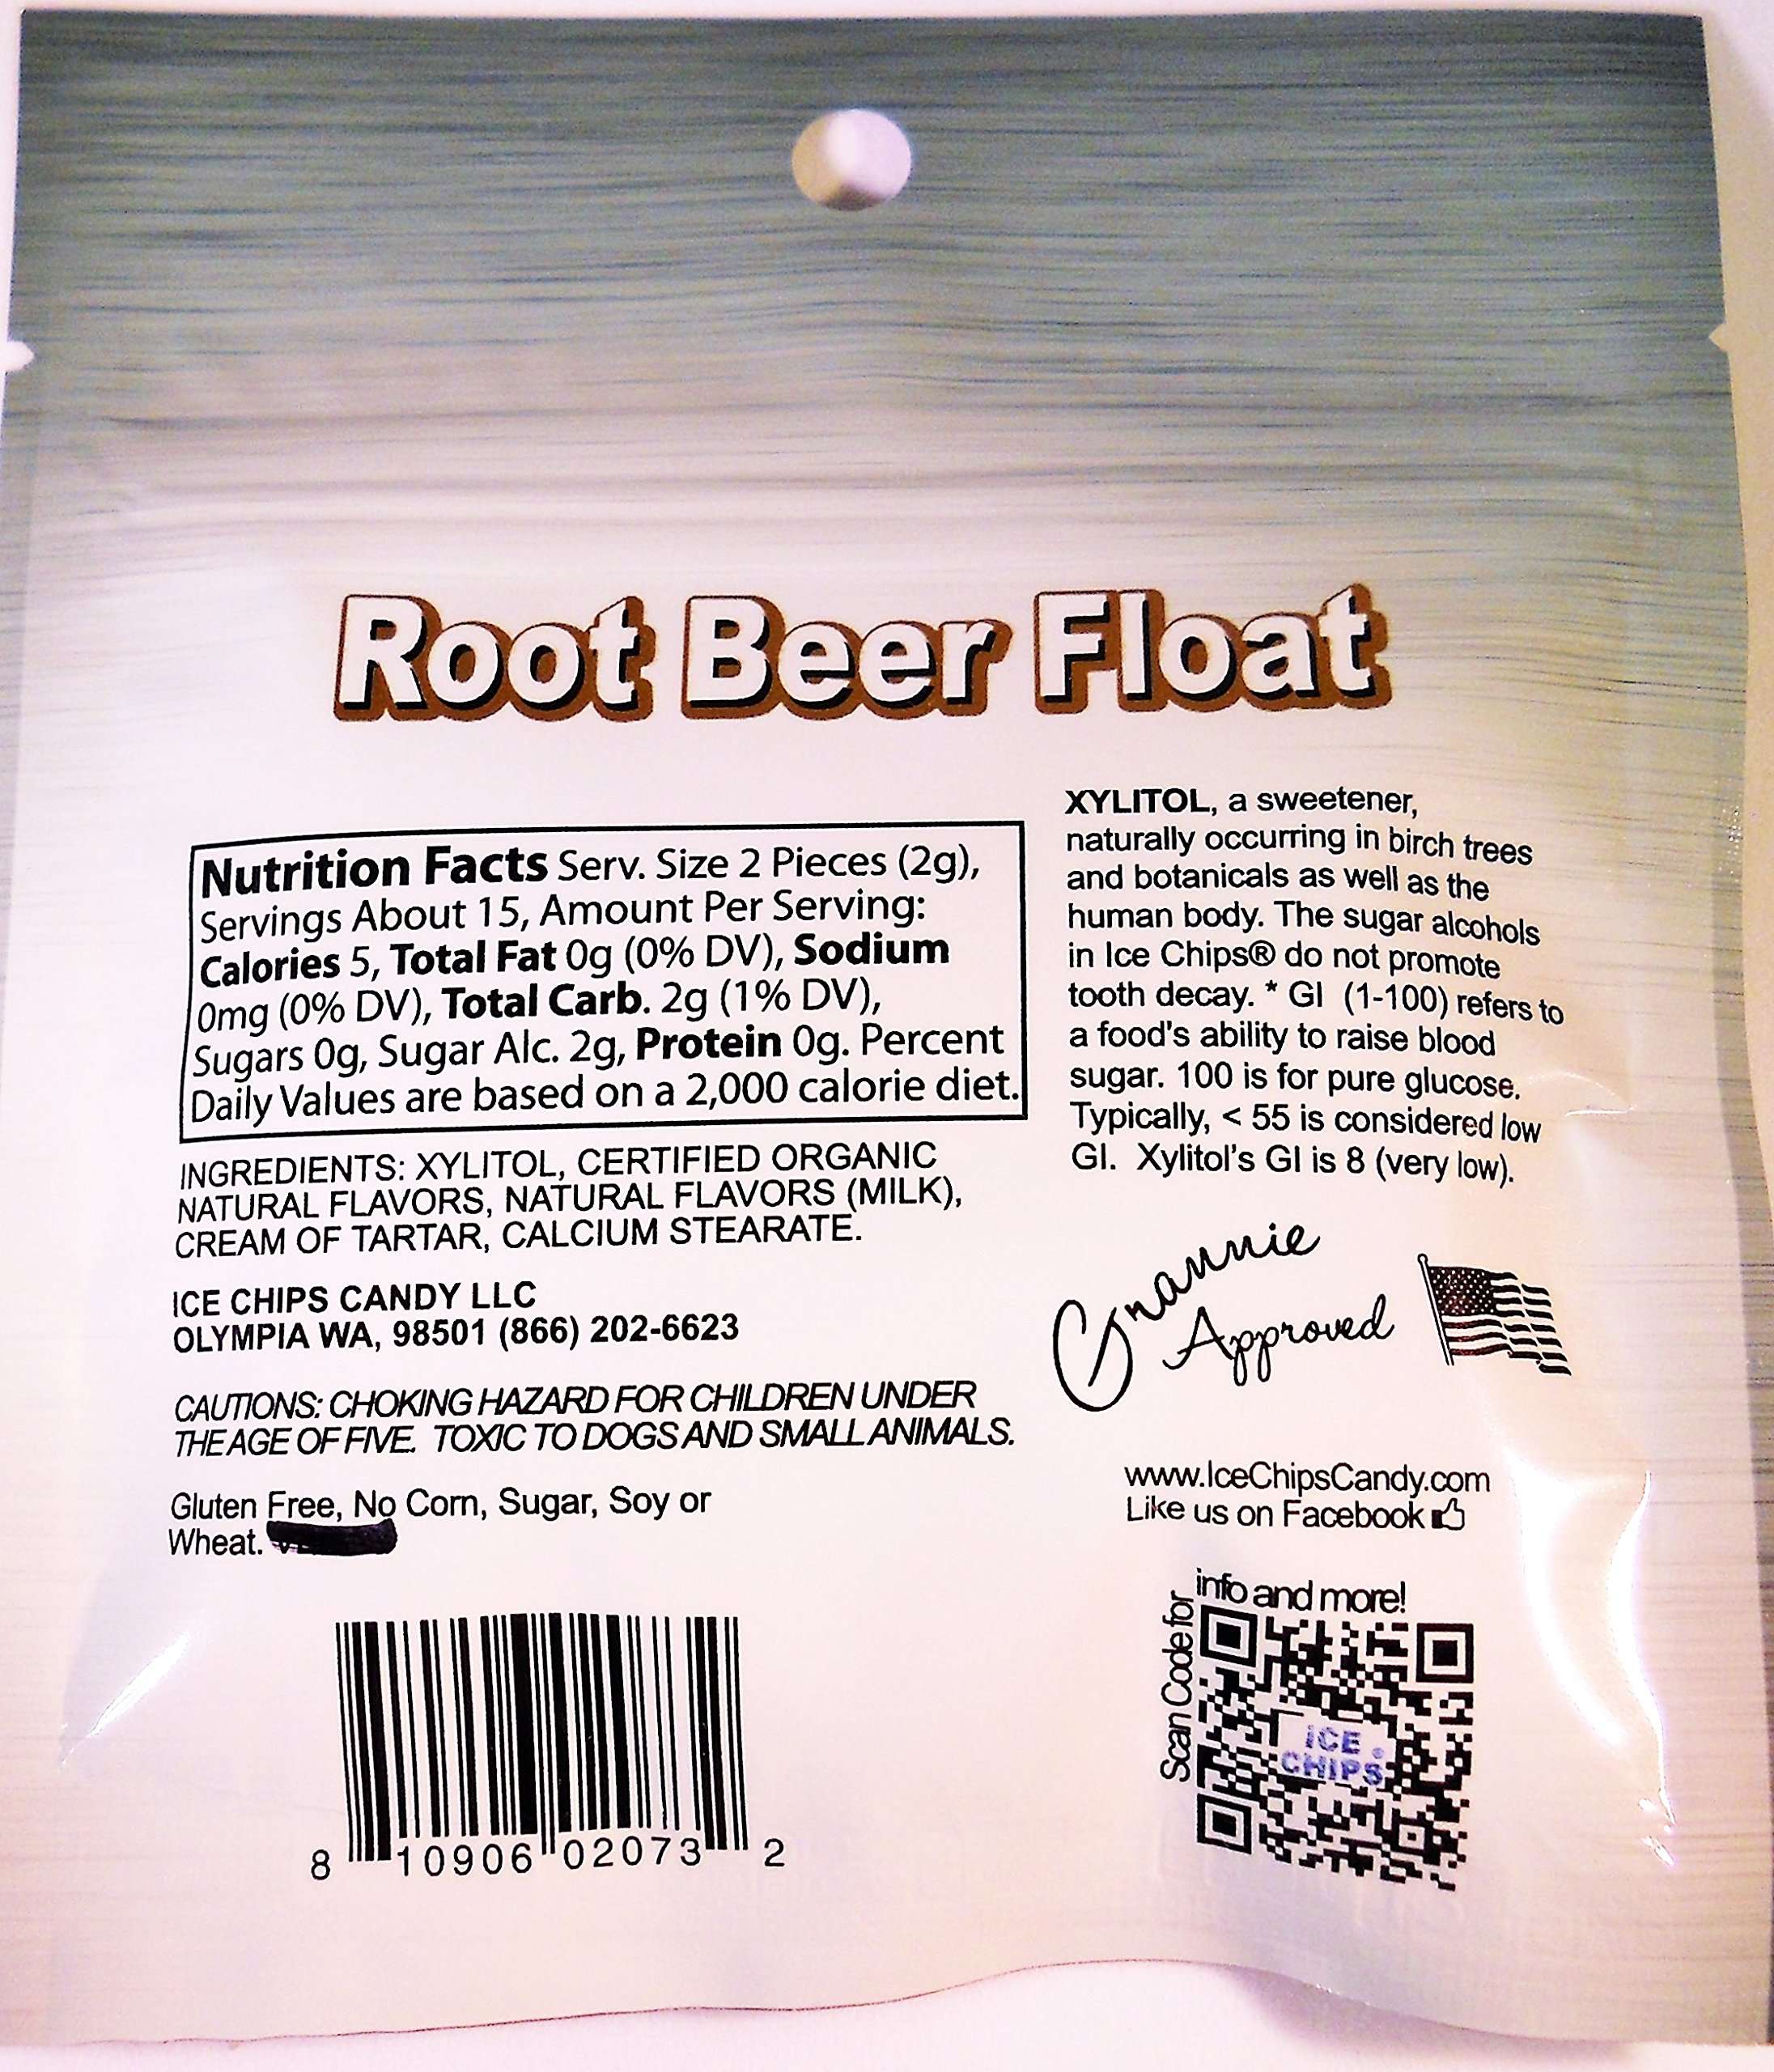 Root Beer Float
Nutrition Facts Serv. Size 2 Pieces (2g),
Servings About 15, Amount Per Serving:
Calories 5, Total Fat 0g (0% DV), Sodium
0mg (0% DV), Total Carb. 2g (1% DV),
Sugars 0g, Sugar Alc. 2g, Protein 0g. Percent
Daily Values are based on a 2,000 calorie diet.
INGREDIENTS: XYLITOL, CERTIFIED ORGANIC
NATURAL FLAVORS, NATURAL FLAVORS (MILK),
CREAM OF TARTAR, CALCIUM STEARATE.
ICE CHIPS CANDY LLC
OLYMPIA WA, 98501 (866) 202-6623
CAUTIONS: CHOKING HAZARD FOR CHILDREN UNDER
THE AGE OF FIVE. TOXIC TO DOGS AND SMALL ANIMALS.
Gluten Free, No Corn, Sugar, Soy or
Wheat.
8 10906 02073 2
XYLITOL, a sweetener,
naturally occurring in birch trees
and botanicals as well as the
human body. The sugar alcohols
in Ice Chips® do not promote
tooth decay. * GI (1-100) refers to
a food's ability to raise blood
sugar. 100 is for pure glucose.
Typically, < 55 is considered low
GI. Xylitol's GI is 8 (very low).
Grannie
Approved
www.IceChipsCandy.com
Like us on Facebook
Scan Code for
info and more!
ICE
CHIPS